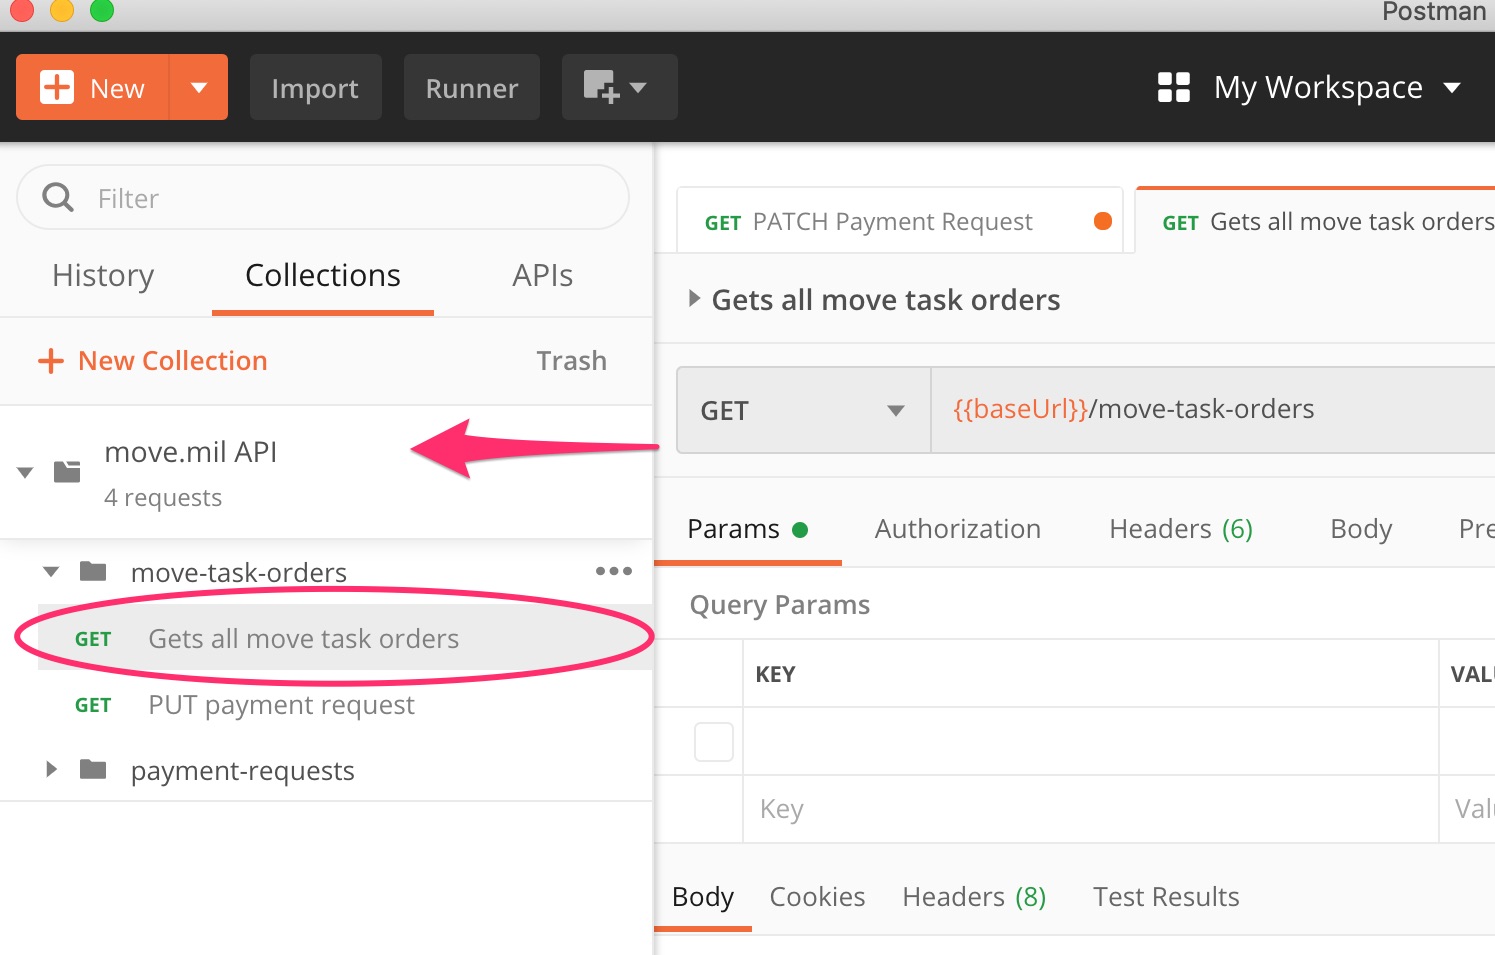 Postman
New
Import
Runner
My Workspace
Filter
History
Collections
APIs
New Collection
Trash
move.mil API
4 requests
move-task-orders
GET Gets all move task orders
GET PUT payment request
payment-requests
GET PATCH Payment Request
GET Gets all move task orders
Gets all move task orders
GET
{{baseUrl}}/move-task-orders
Params
Authorization
Headers (6)
Body
Pre
Query Params
KEY
VALU
Key
Valu
Body
Cookies
Headers (8)
Test Results